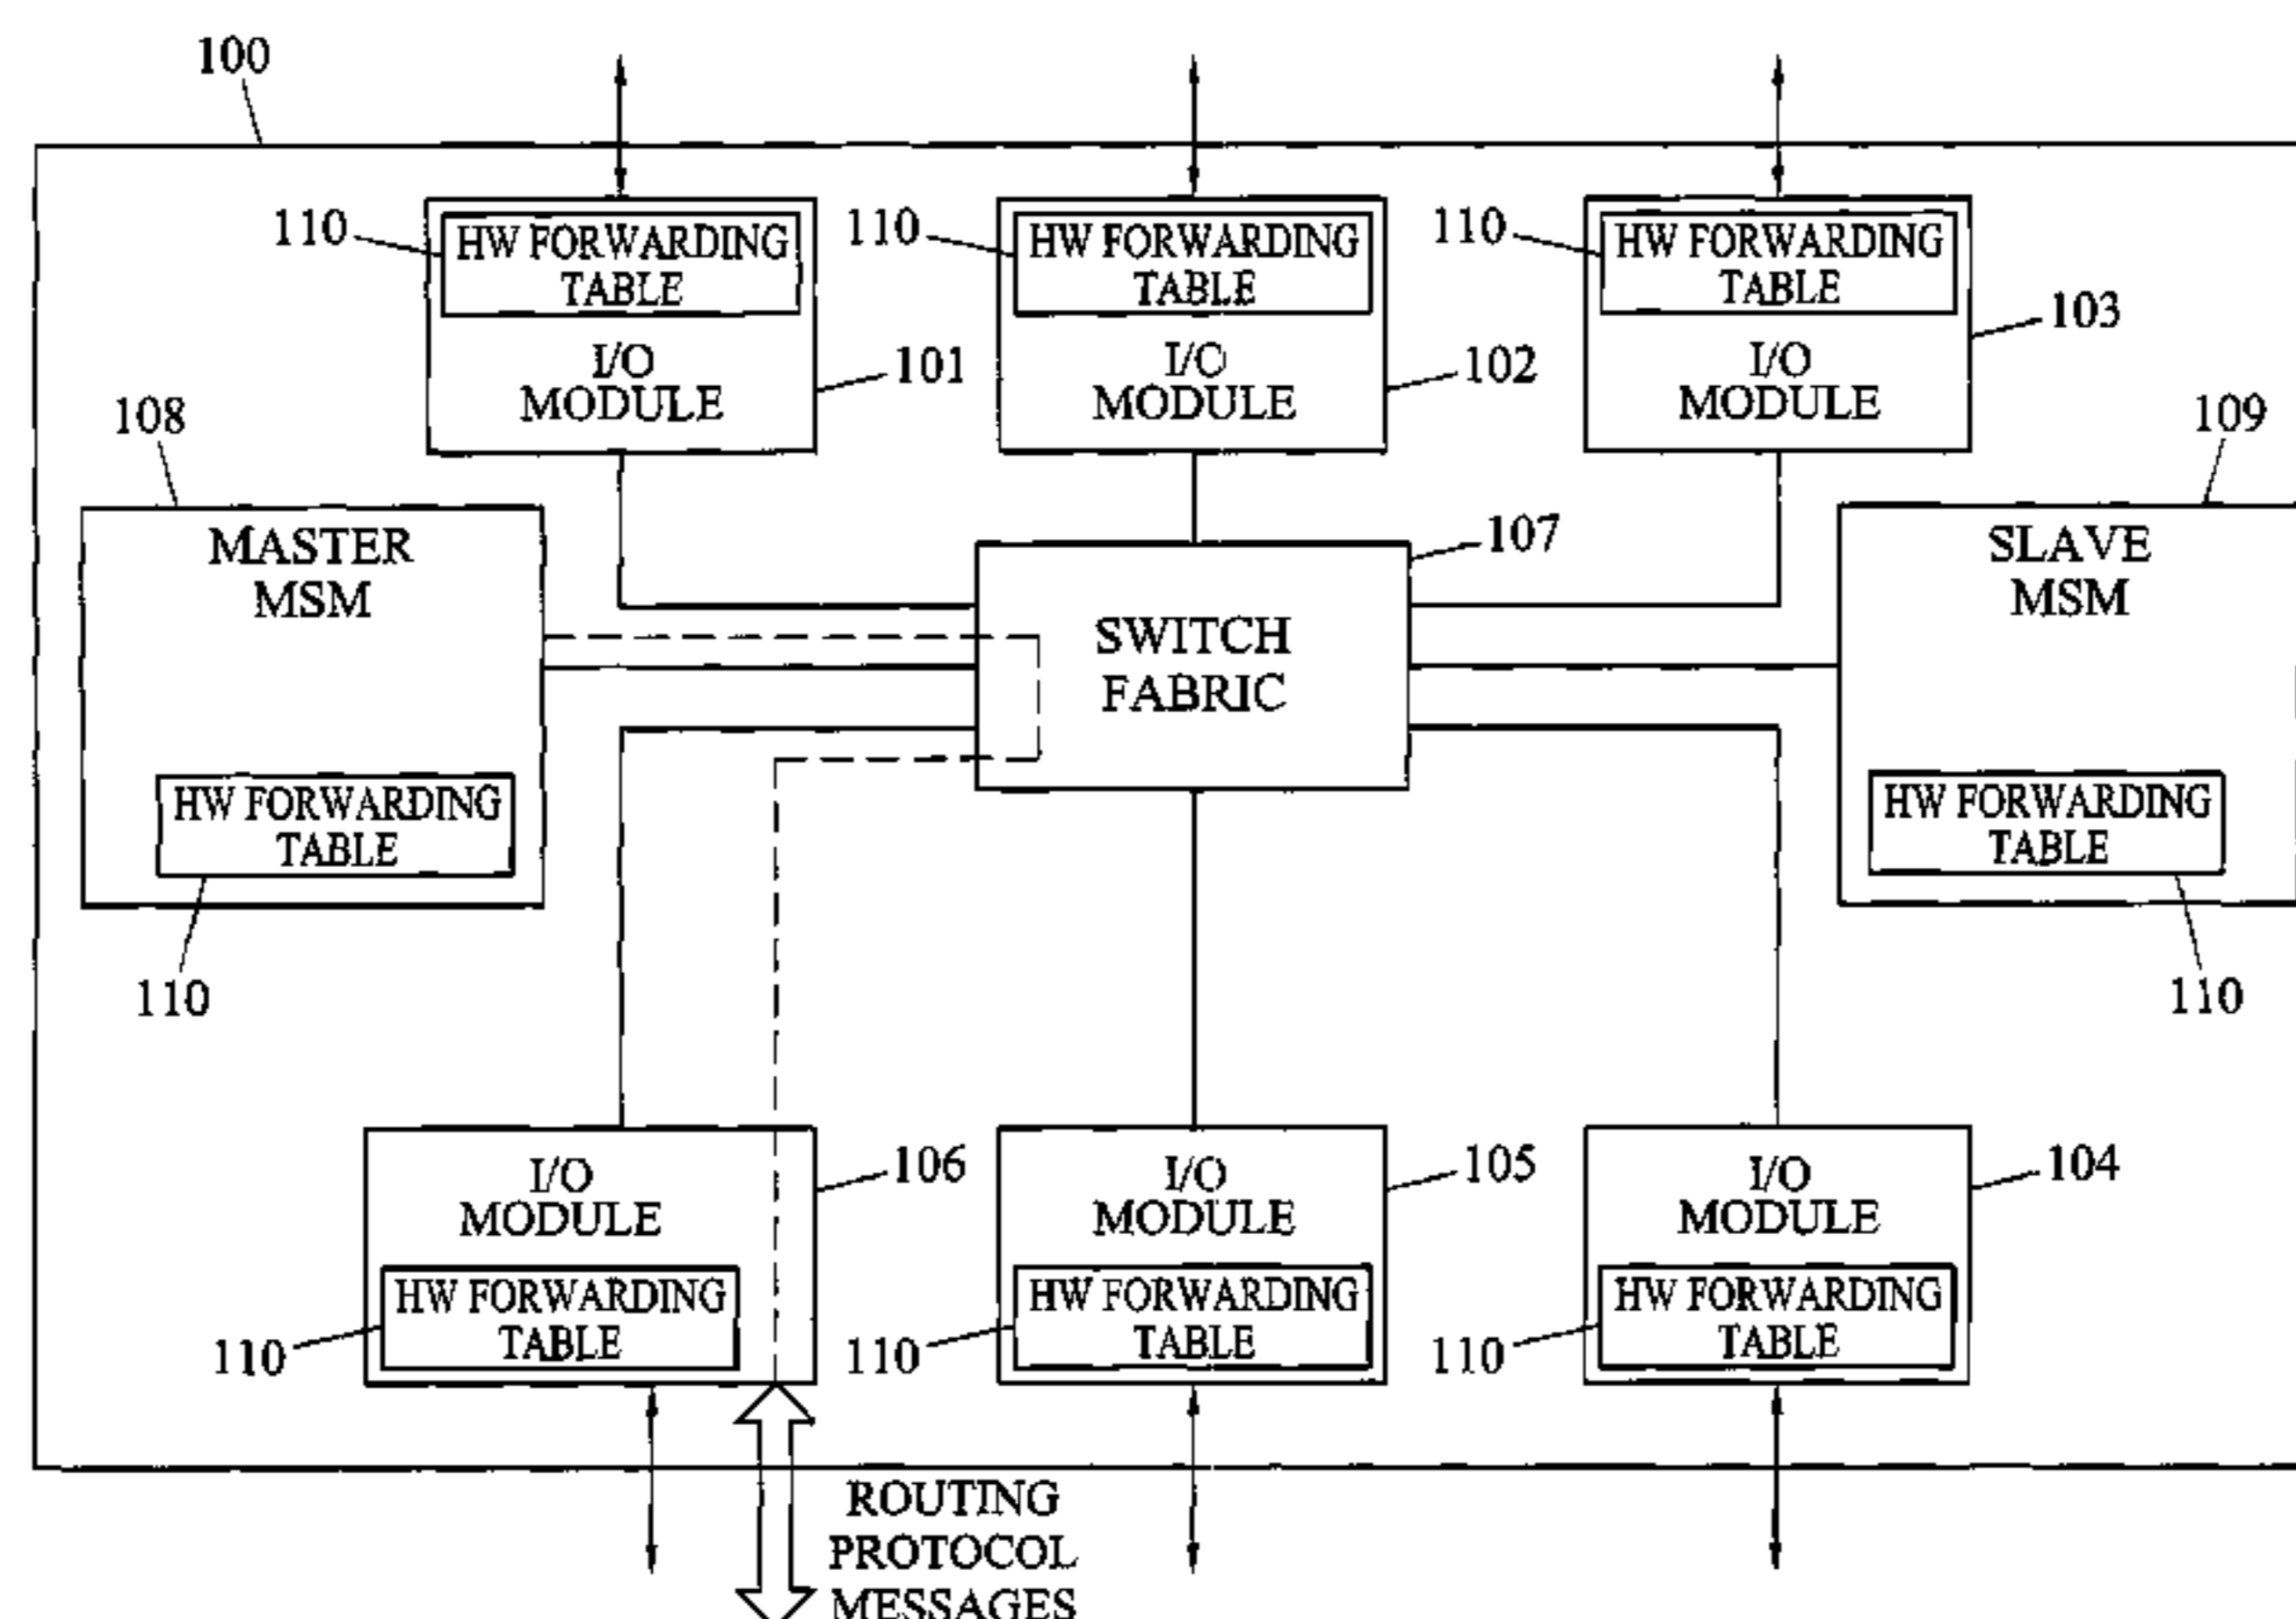 100
110
HW FORWARDING
TABLE
I/O
MODULE
101
110
HW FORWARDING
TABLE
I/O
MODULE
102
110
HW FORWARDING
TABLE
I/O
MODULE
103
108
MASTER
MSM
HW FORWARDING
TABLE
110
107
SWITCH
FABRIC
109
SLAVE
MSM
HW FORWARDING
TABLE
110
I/O
MODULE
106
HW FORWARDING
TABLE
110
I/O
MODULE
105
HW FORWARDING
TABLE
110
I/O
MODULE
104
HW FORWARDING
TABLE
110
ROUTING
PROTOCOL
MESSAGES